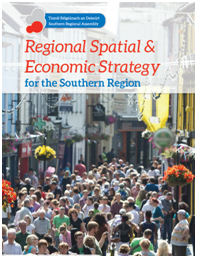 Tionól Réigiúnach an Deiscirt
Southern Regional Assembly
Regional Spatial &
Economic Strategy
for the Southern Region